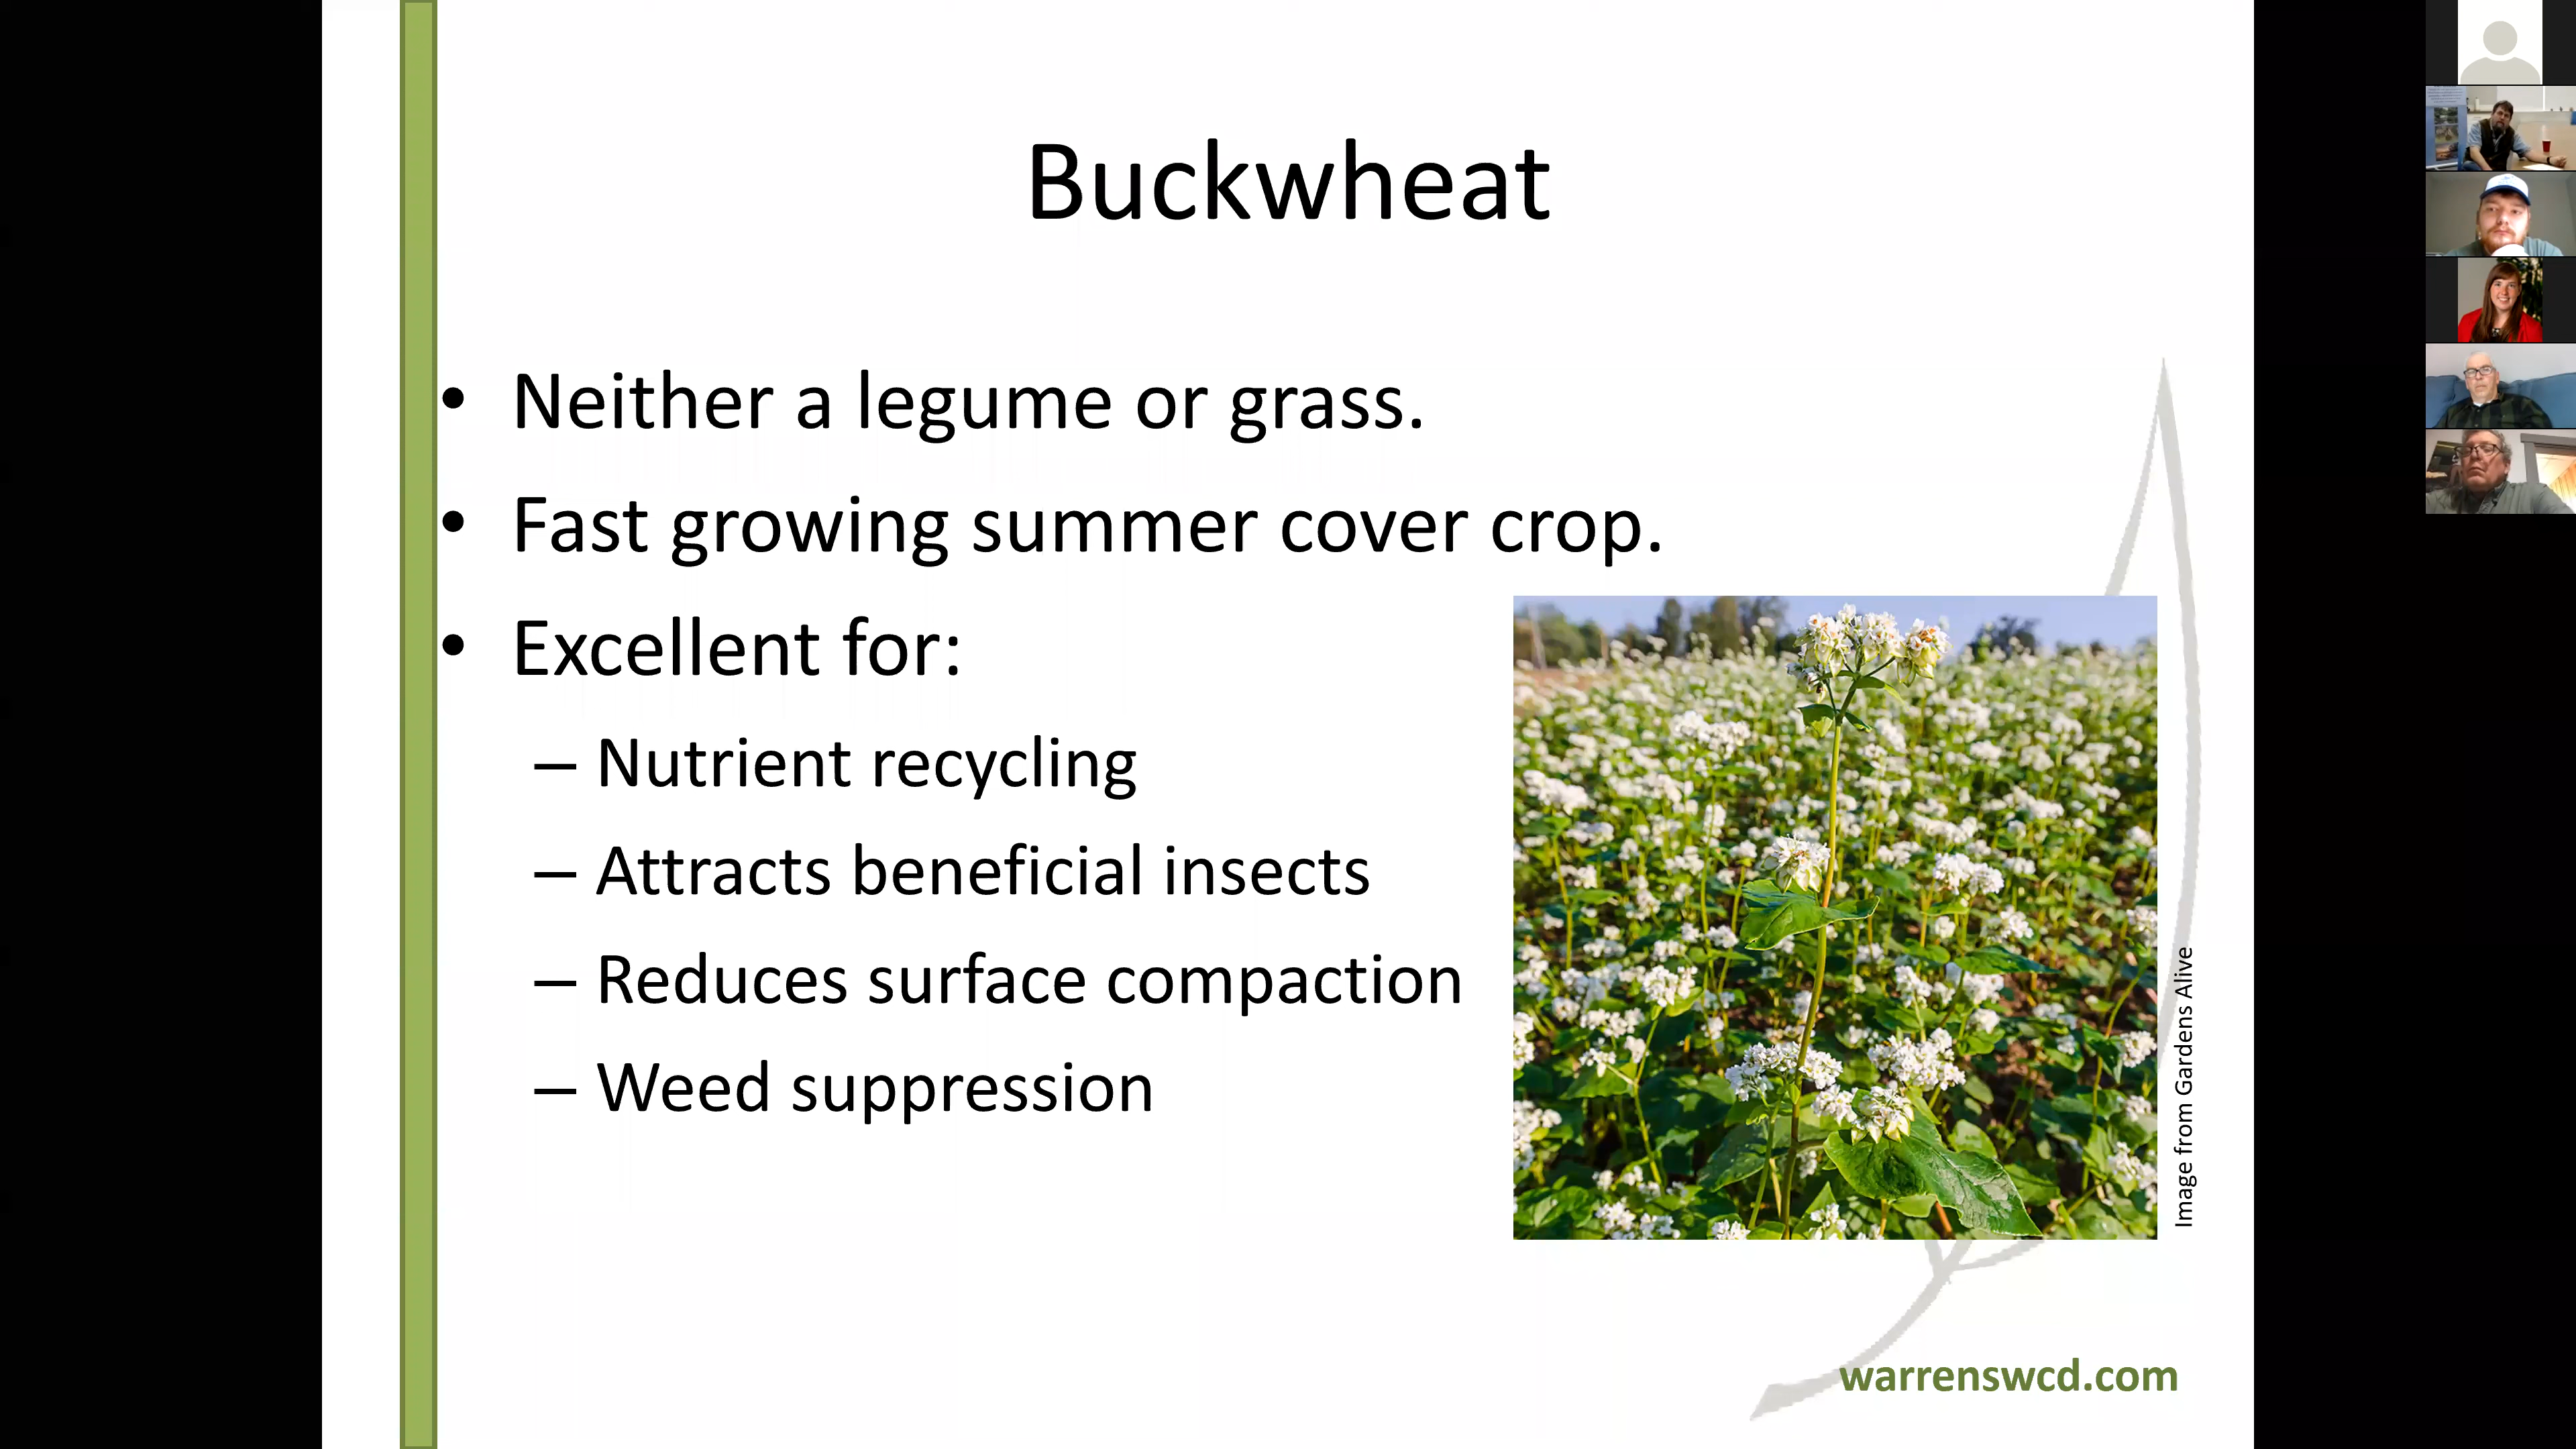 Buckwheat
• Neither a legume or grass.
• Fast growing summer cover crop.
• Excellent for:
– Nutrient recycling
– Attracts beneficial insects
– Reduces surface compaction
– Weed suppression
Image from Gardens Alive
warrenswcd.com